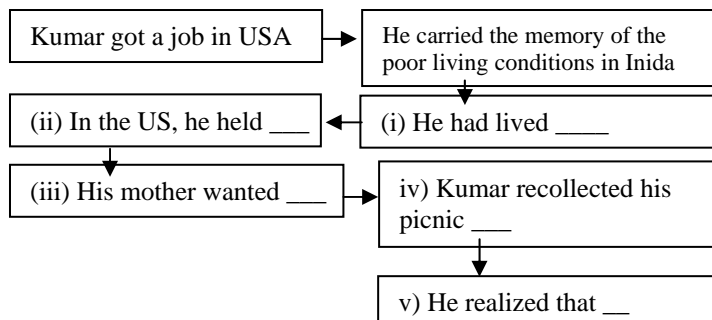 Kumar got a job in USA
He carried the memory of the
poor living conditions in Inida
(i) He had lived ____
(ii) In the US, he held ___
(iii) His mother wanted ___
iv) Kumar recollected his
picnic ___
v) He realized that __